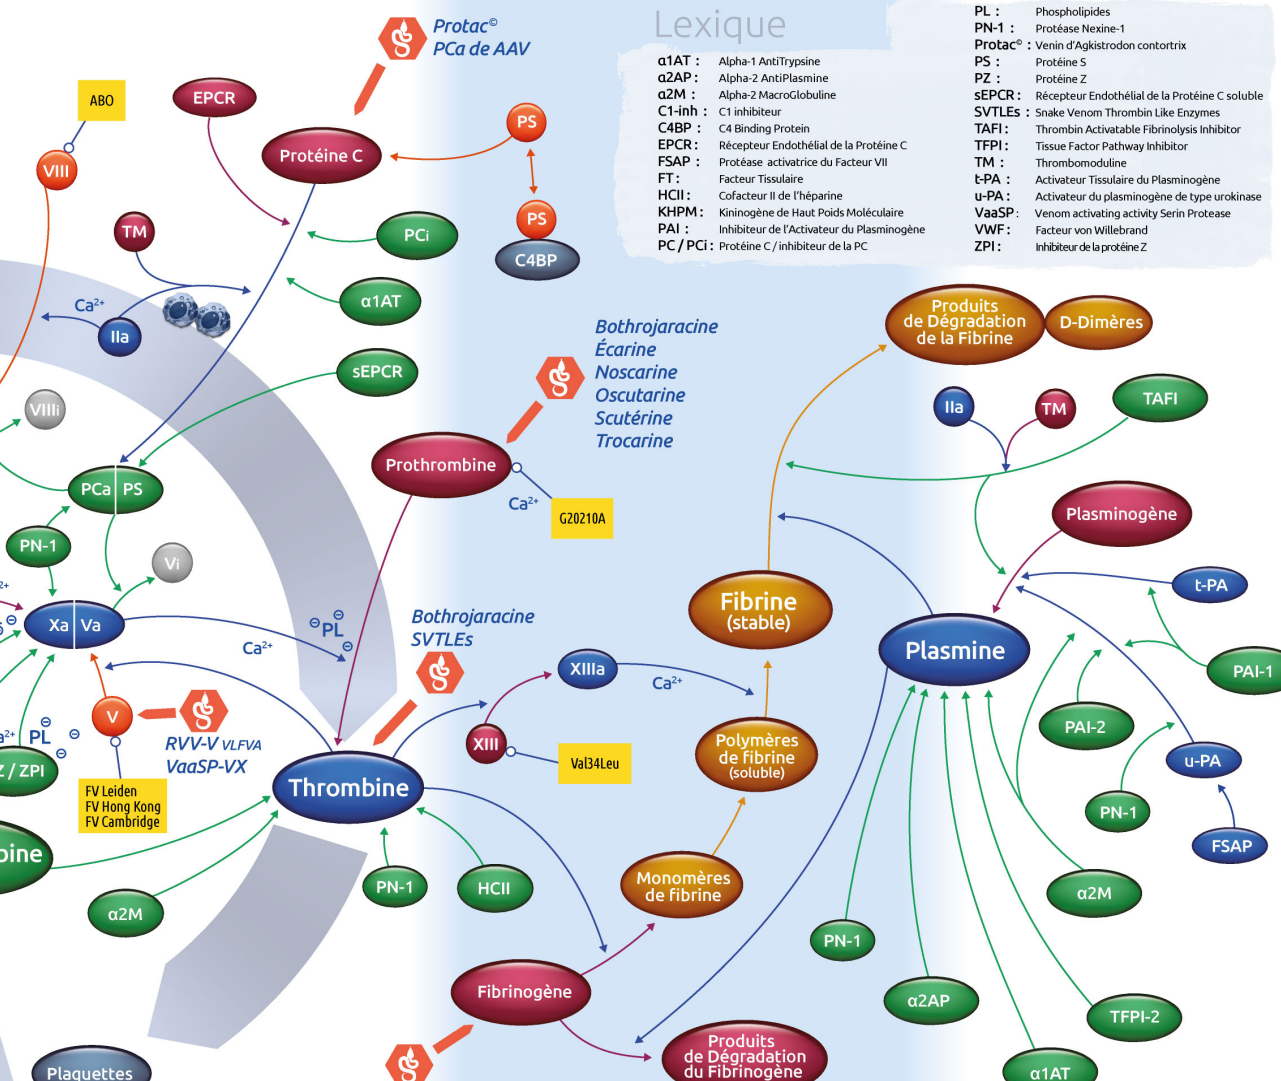 Lexique
α1AT : Alpha-1 AntiTrypsine
α2AP : Alpha-2 AntiPlasmine
α2M : Alpha-2 MacroGlobuline
C1-inh : C1 inhibiteur
C4BP : C4 Binding Protein
EPCR : Récepteur Endothélial de la Protéine C
FSAP : Protéase activatrice du Facteur VII
FT : Facteur Tissulaire
HCII : Cofacteur II de l'héparine
KHPM : Kininogène de Haut Poids Moléculaire
PAI : Inhibiteur de l'Activateur du Plasminogène
PC / PCi : Protéine C / inhibiteur de la PC
PL : Phospholipides
PN-1 : Protéase Nexine-1
Protac© : Venin d'Agkistrodon contortrix
PS : Protéine S
PZ : Protéine Z
sEPCR : Récepteur Endothélial de la Protéine C soluble
SVTLEs : Snake Venom Thrombin Like Enzymes
TAFI : Thrombin Activatable Fibrinolysis Inhibitor
TFPI : Tissue Factor Pathway Inhibitor
TM : Thrombomoduline
t-PA : Activateur Tissulaire du Plasminogène
u-PA : Activateur du plasminogène de type urokinase
VaaSP : Venom activating activity Serin Protease
VWF : Facteur von Willebrand
ZPI : Inhibiteur de la protéine Z
Protac©
PCa de AAV
ABO
EPCR
Protéine C
PS
VIII
TM
PCi
PS
C4BP
Ca2+
IIa
α1AT
sEPCR
VIIIi
Bothrojaracine
Écarine
Noscarine
Oscutarine
Scutérine
Trocarine
Produits
de Dégradation
de la Fibrine
D-Dimères
IIa
TM
TAFI
Prothrombine
Ca2+
G20210A
PCa PS
PN-1
Vi
Plasminogène
t-PA
2+
Xa Va
Ca2+
PL
Bothrojaracine
SVTLEs
Fibrine
(stable)
Plasmine
XIIIa
Ca2+
PAI-1
V
RVV-V VLFVA
VaaSP-VX
a2+ PL
Z / ZPI
XIII
Val34Leu
Polymères
de fibrine
(soluble)
PAI-2
u-PA
FV Leiden
FV Hong Kong
FV Cambridge
Thrombine
PN-1
FSAP
bine
α2M
PN-1
HCII
Monomères
de fibrine
α2M
PN-1
Fibrinogène
α2AP
TFPI-2
Produits
de Dégradation
du Fibrinogène
Plaquettes
α1AT